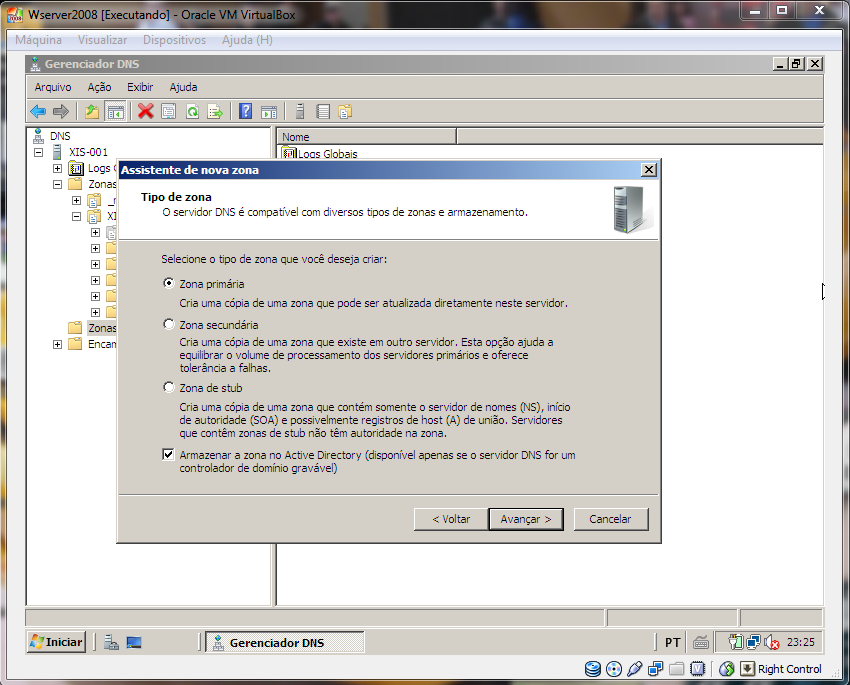 Wserver2008 [Executando] - Oracle VM VirtualBox
Máquina Visualizar Dispositivos Ajuda (H)
Gerenciador DNS
Arquivo Ação Exibir Ajuda
DNS
XIS-001
Logs
Zonas
XI
Zonas
Encam
Nome
Logs Globais
Assistente de nova zona
Tipo de zona
O servidor DNS é compatível com diversos tipos de zonas e armazenamento.
Selecione o tipo de zona que você deseja criar:
Zona primária
Cria uma cópia de uma zona que pode ser atualizada diretamente neste servidor.
Zona secundária
Cria uma cópia de uma zona que existe em outro servidor. Esta opção ajuda a
equilibrar o volume de processamento dos servidores primários e oferece
tolerância a falhas.
Zona de stub
Cria uma cópia de uma zona que contém somente o servidor de nomes (NS), início
de autoridade (SOA) e possivelmente registros de host (A) de união. Servidores
que contêm zonas de stub não têm autoridade na zona.
Armazenar a zona no Active Directory (disponível apenas se o servidor DNS for um
controlador de domínio gravável)
< Voltar Avançar > Cancelar
Iniciar Gerenciador DNS PT 23:25
Right Control